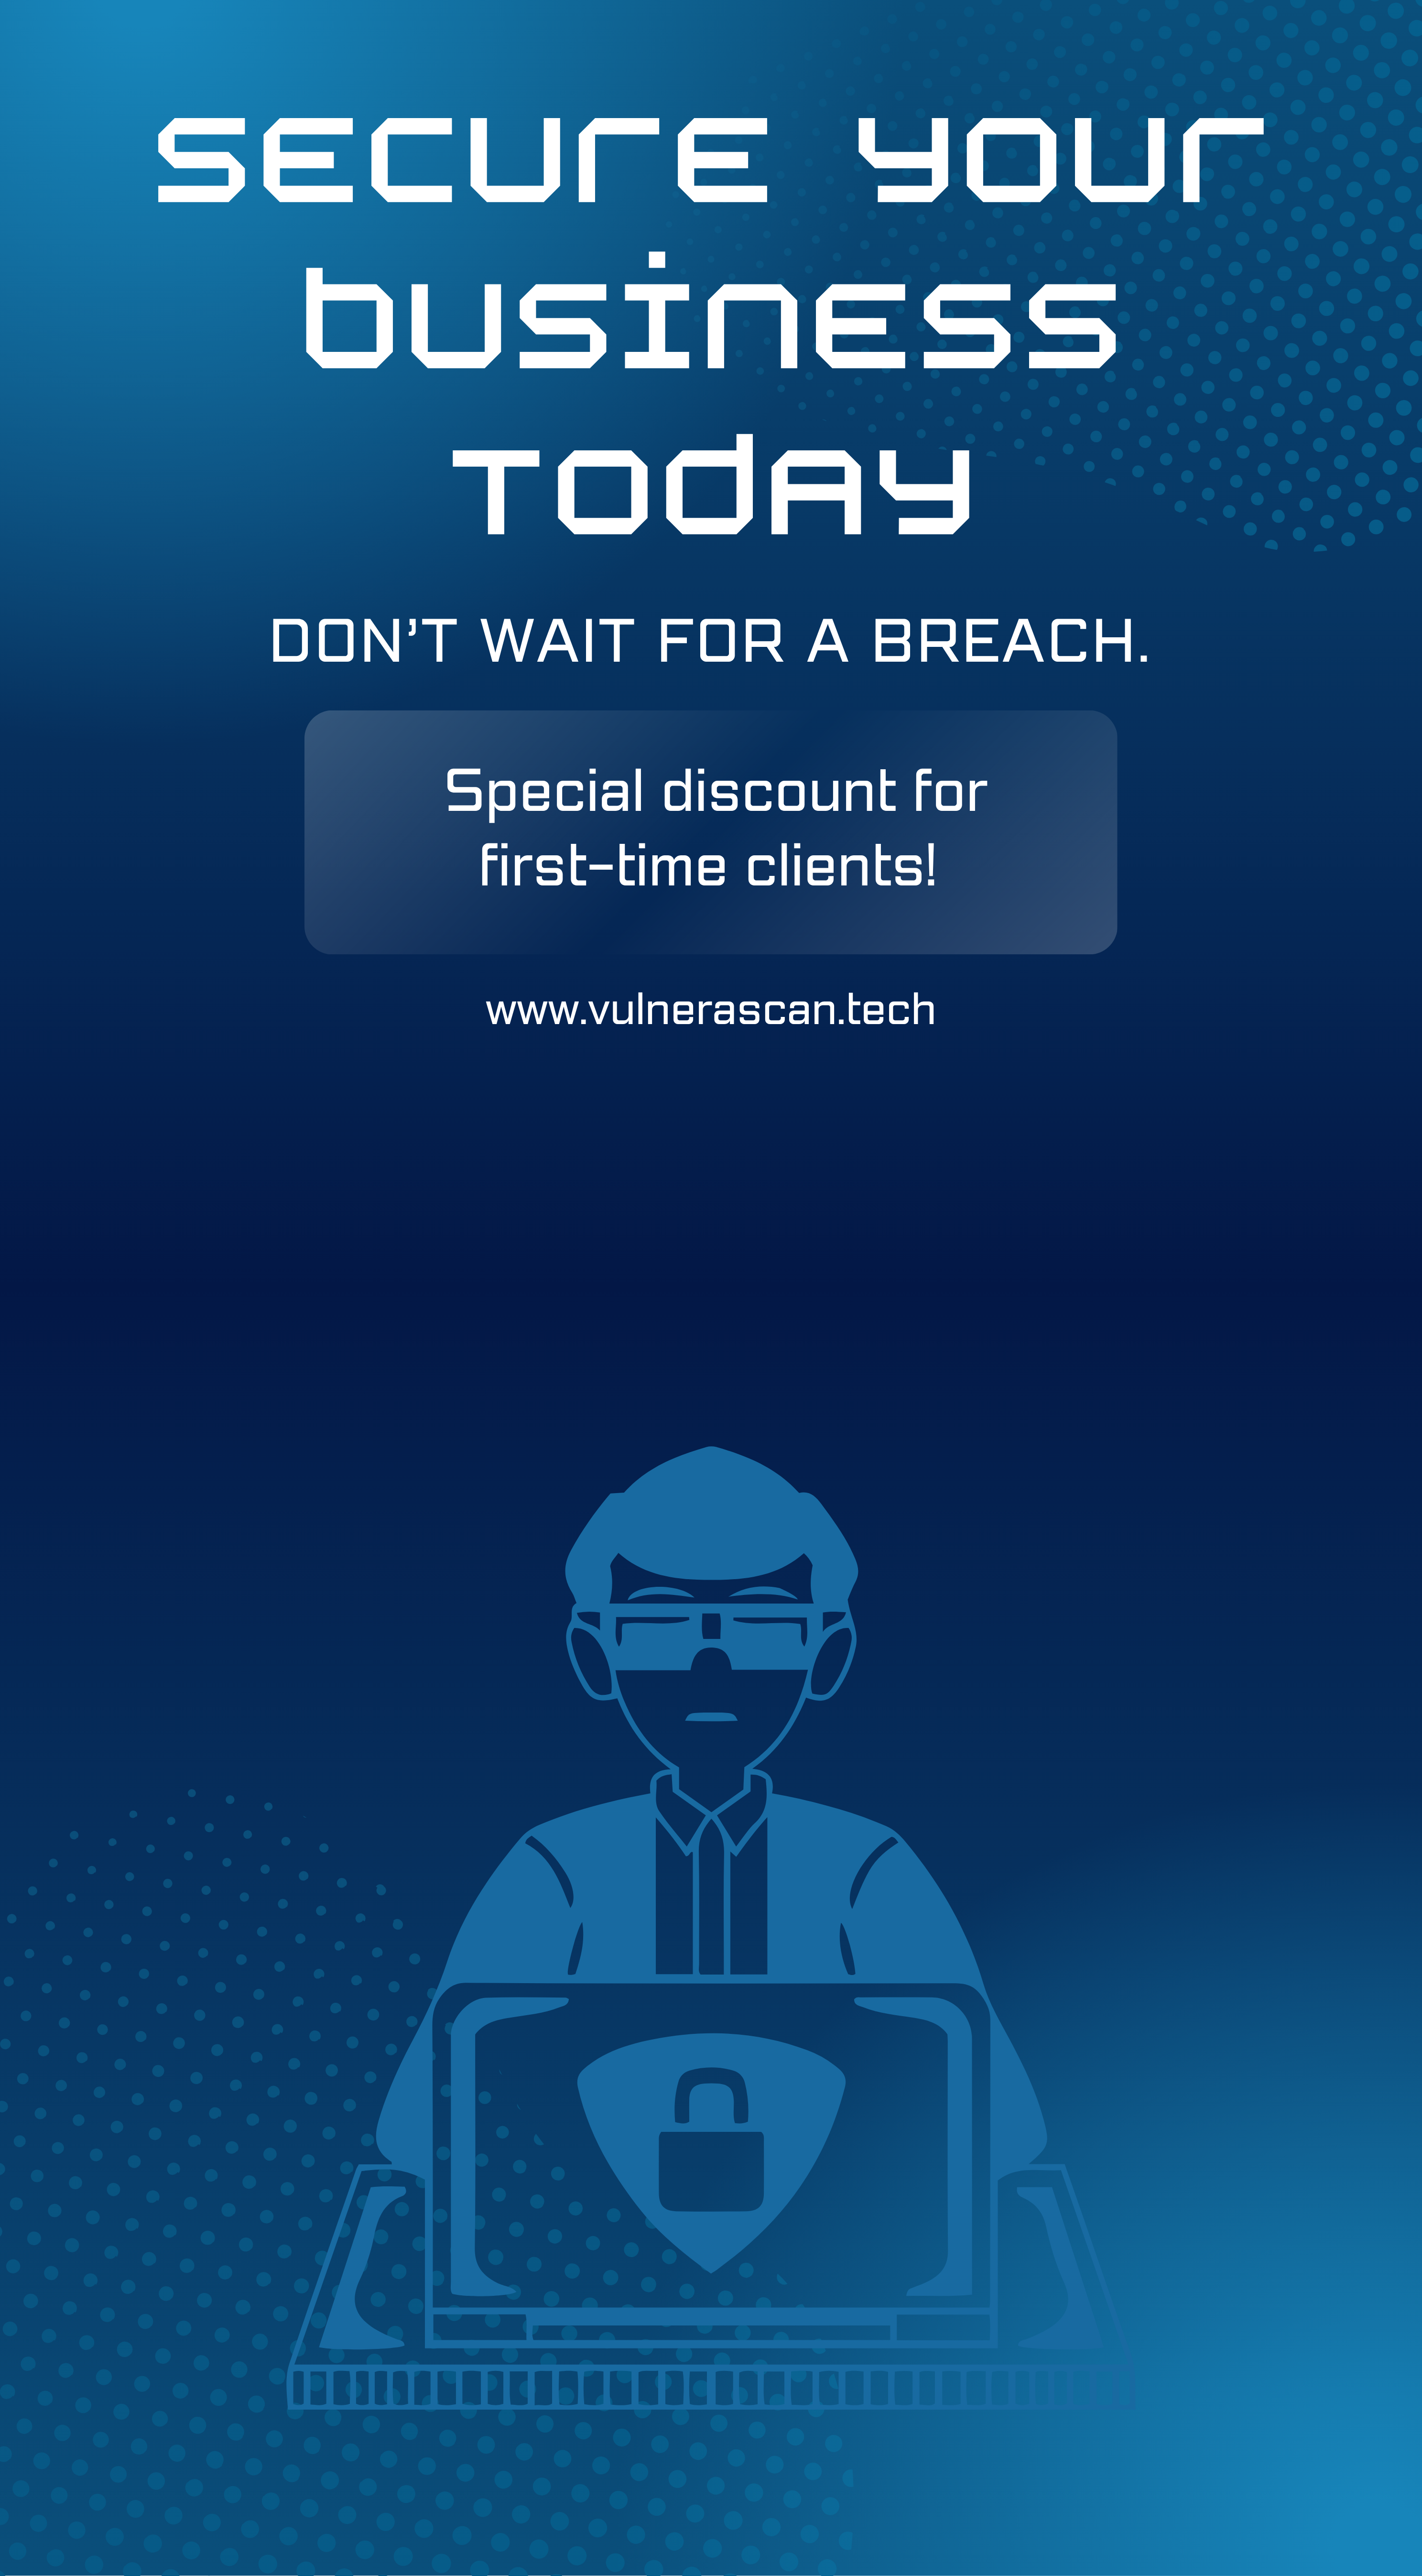 SECURE YOUR
bUSiNESS
TOdAY
DON'T WAIT FOR A BREACH.
Special discount for
first-time clients!
www.vulnerascan.tech